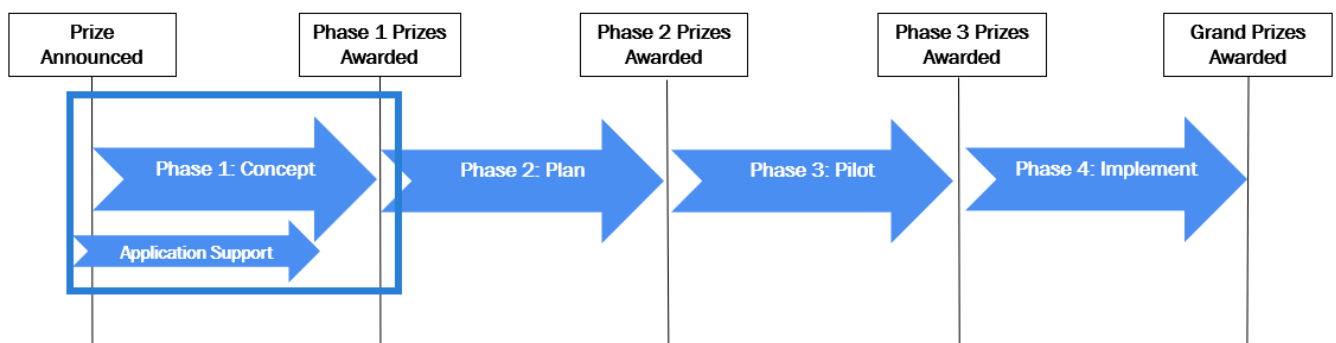 Prize
Announced
Phase 1 Prizes
Awarded
Phase 2 Prizes
Awarded
Phase 3 Prizes
Awarded
Grand Prizes
Awarded
Phase 1: Concept
Phase 2: Plan
Phase 3: Pilot
Phase 4: Implement
Application Support